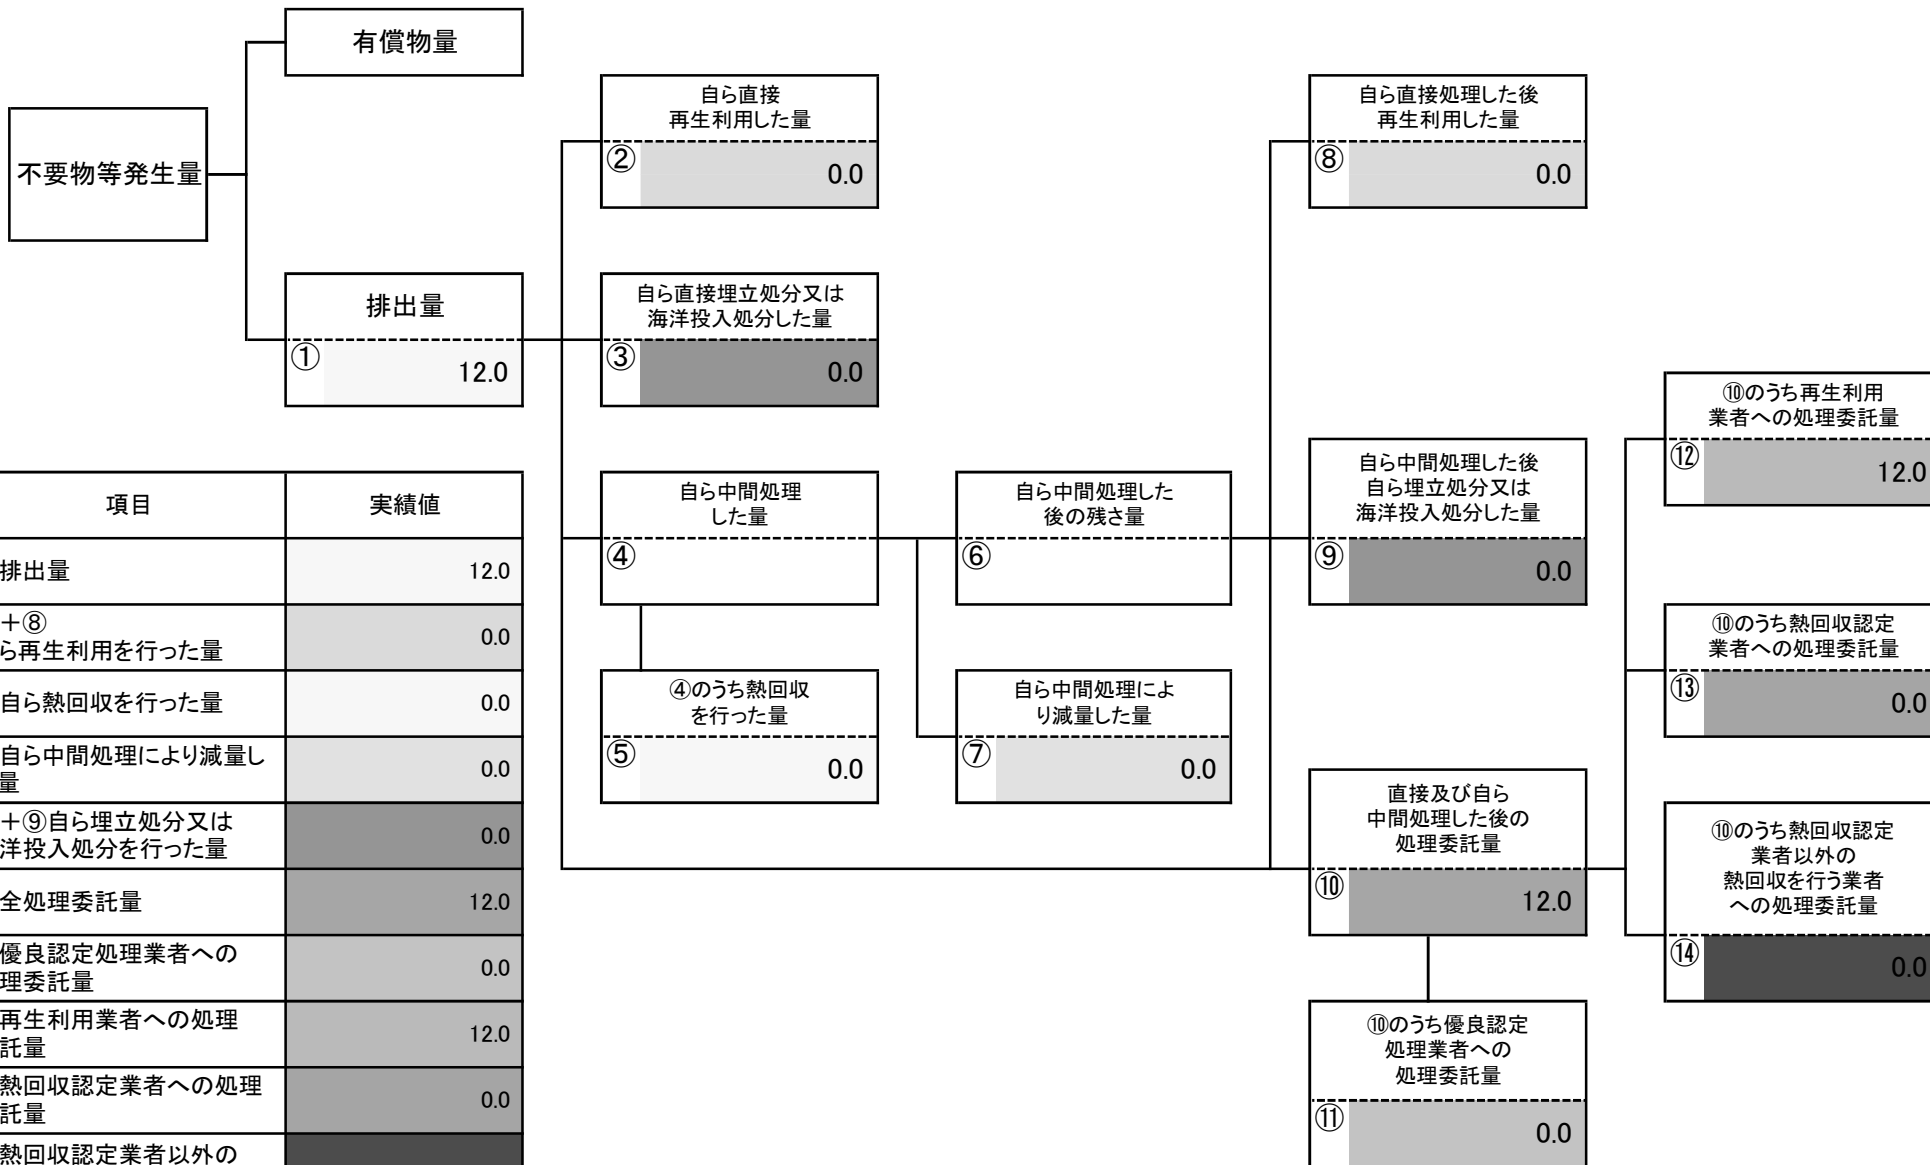 有償物量
不要物等発生量
排出量
①
12.0
自ら直接
再生利用した量
②
0.0
自ら直接埋立処分又は
海洋投入処分した量
③
0.0
自ら中間処理
した量
④
④のうち熱回収
を行った量
⑤
0.0
自ら中間処理した
後の残さ量
⑥
自ら中間処理によ
り減量した量
⑦
0.0
自ら直接処理した後
再生利用した量
⑧
0.0
自ら中間処理した後
自ら埋立処分又は
海洋投入処分した量
⑨
0.0
直接及び自ら
中間処理した後の
処理委託量
⑩
12.0
⑩のうち優良認定
処理業者への
処理委託量
⑪
0.0
⑩のうち再生利用
業者への処理委託量
⑫
12.0
⑩のうち熱回収認定
業者への処理委託量
⑬
0.0
⑩のうち熱回収認定
業者以外の
熱回収を行う業者
への処理委託量
⑭
0.0
項目 実績値
排出量 12.0
+⑧
ら再生利用を行った量 0.0
自ら熱回収を行った量 0.0
自ら中間処理により減量し
量 0.0
+⑨自ら埋立処分又は
洋投入処分を行った量 0.0
全処理委託量 12.0
優良認定処理業者への
理委託量 0.0
再生利用業者への処理
託量 12.0
熱回収認定業者への処理
託量 0.0
熱回収認定業者以外の